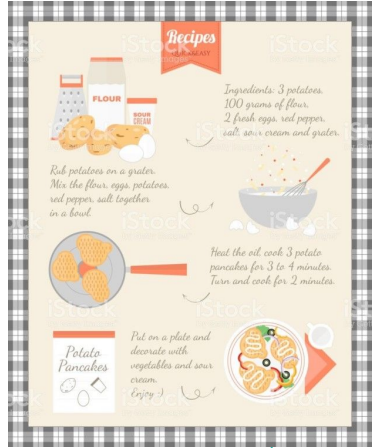 Recipes
FLOUR
SOUR
CREAM
Ingredients: 3 potatoes,
100 grams of flour,
2 fresh eggs, red pepper,
salt, sour cream and grater.
Rub potatoes on a grater.
Mix the flour, eggs, potatoes,
red pepper, salt together
in a bowl.
Heat the oil, cook 3 potato
pancakes for 3 to 4 minutes.
Turn and cook for 2 minutes.
Potato
Pancakes
Put on a plate and
decorate with
vegetables and sour
cream.
Enjoy :)
iStock